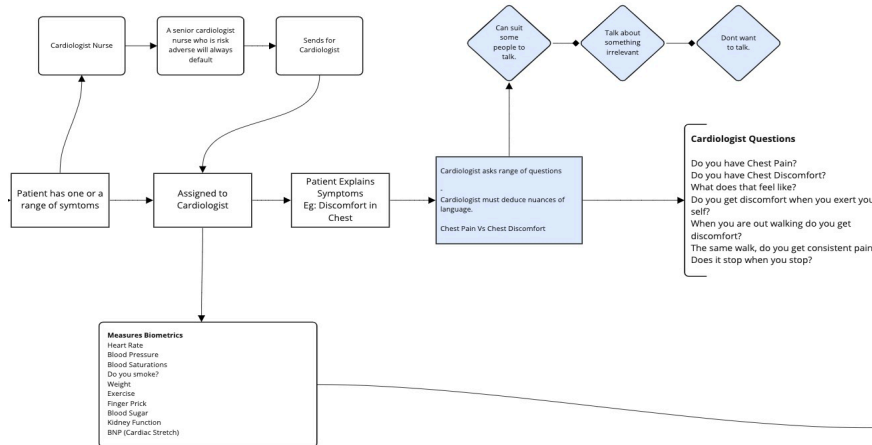 Cardiologist Nurse
A senior cardiologist
nurse who is risk
adverse will always
default
Sends for
Cardiologist
Can suit
some
people to
talk.
Talk about
something
irrelevant
Dont want
to talk.
Patient has one or a
range of symtoms
Assigned to
Cardiologist
Patient Explains
Symptoms
Eg: Discomfort in
Chest
Cardiologist asks range of questions
-
Cardiologist must deduce nuances of
language.
Chest Pain Vs Chest Discomfort
Cardiologist Questions
Do you have Chest Pain?
Do you have Chest Discomfort?
What does that feel like?
Do you get discomfort when you exert you
self?
When you are out walking do you get
discomfort?
The same walk, do you get consistent pain
Does it stop when you stop?
Measures Biometrics
Heart Rate
Blood Pressure
Blood Saturations
Do you smoke?
Weight
Exercise
Finger Prick
Blood Sugar
Kidney Function
BNP (Cardiac Stretch)